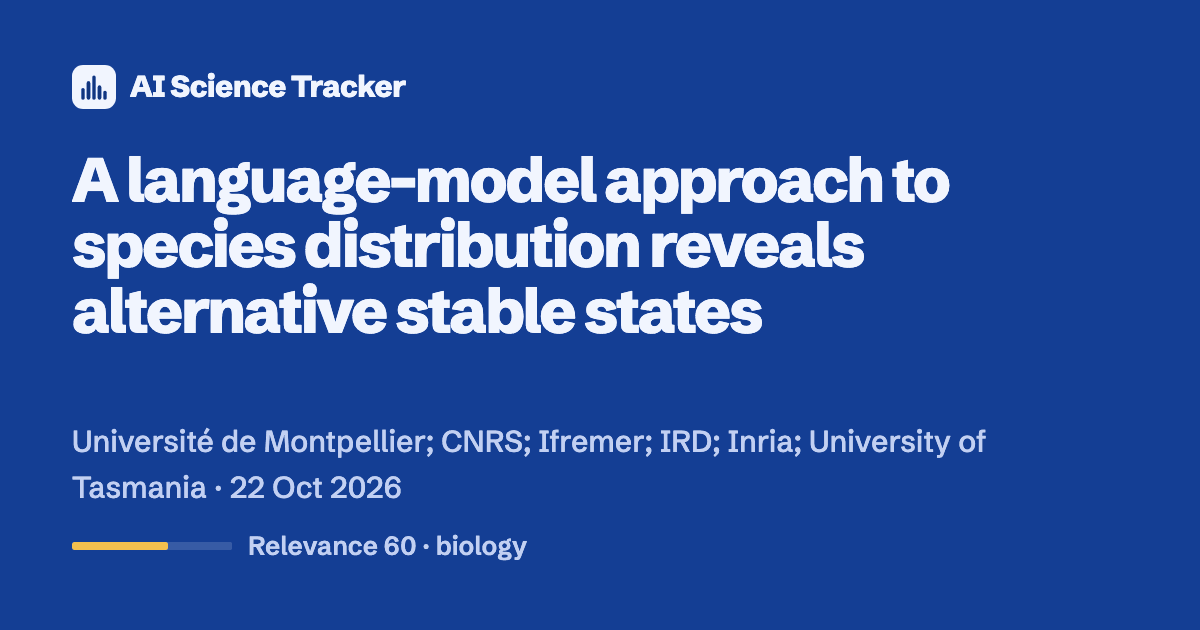 AI Science Tracker
A language-model approach to
species distribution reveals
alternative stable states
Université de Montpellier; CNRS; Ifremer; IRD; Inria; University of
Tasmania · 22 Oct 2026
Relevance 60 · biology